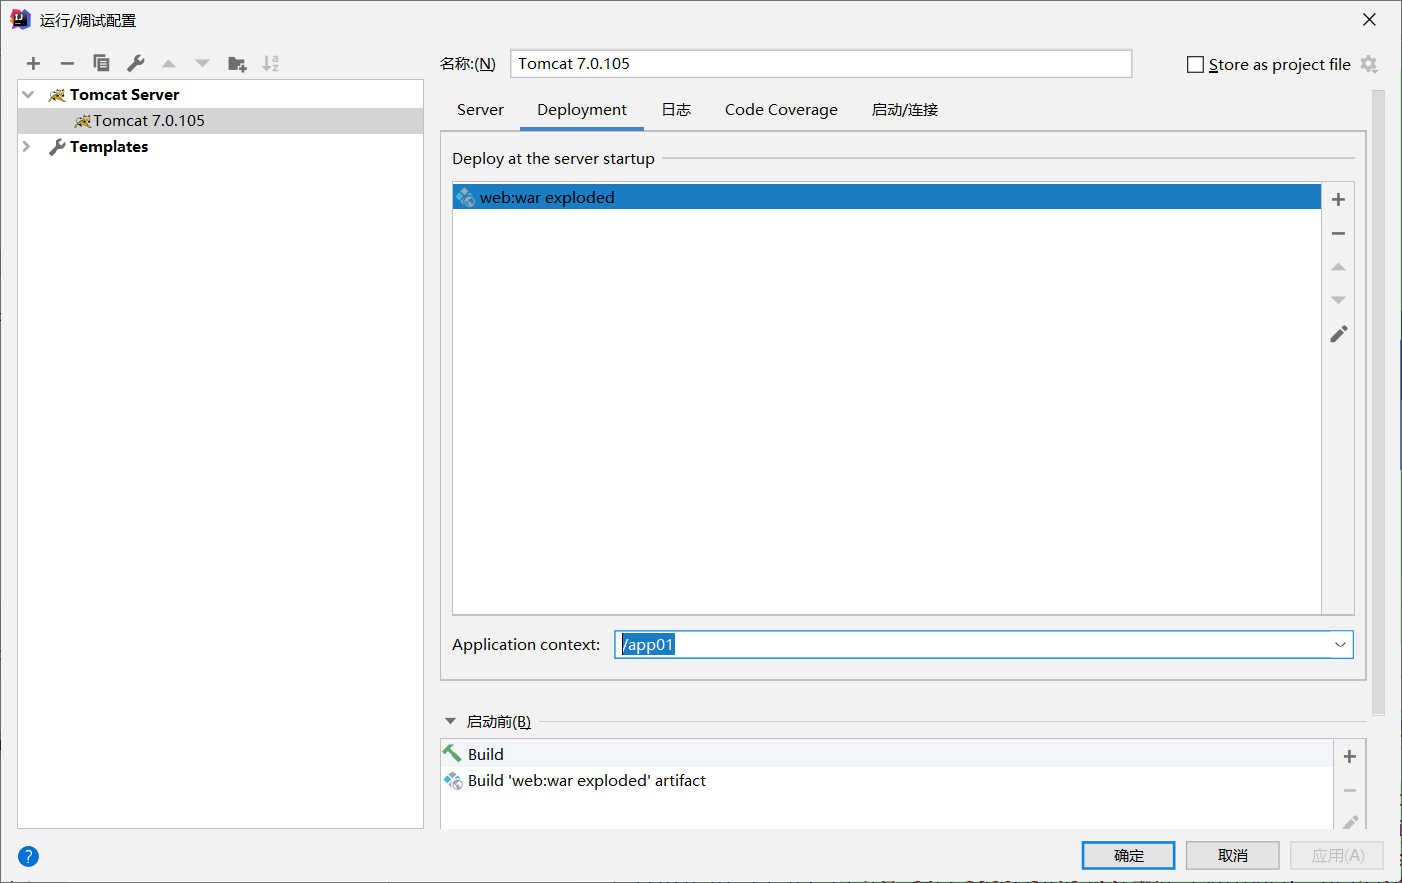 运行/调试配置
Tomcat Server
Tomcat 7.0.105
Templates
名称:(N) Tomcat 7.0.105
Store as project file
Server Deployment 日志 Code Coverage 启动/连接
Deploy at the server startup
web:war exploded
Application context: /app01
启动前(B)
Build
Build 'web:war exploded' artifact
? 确定 取消 应用(A)